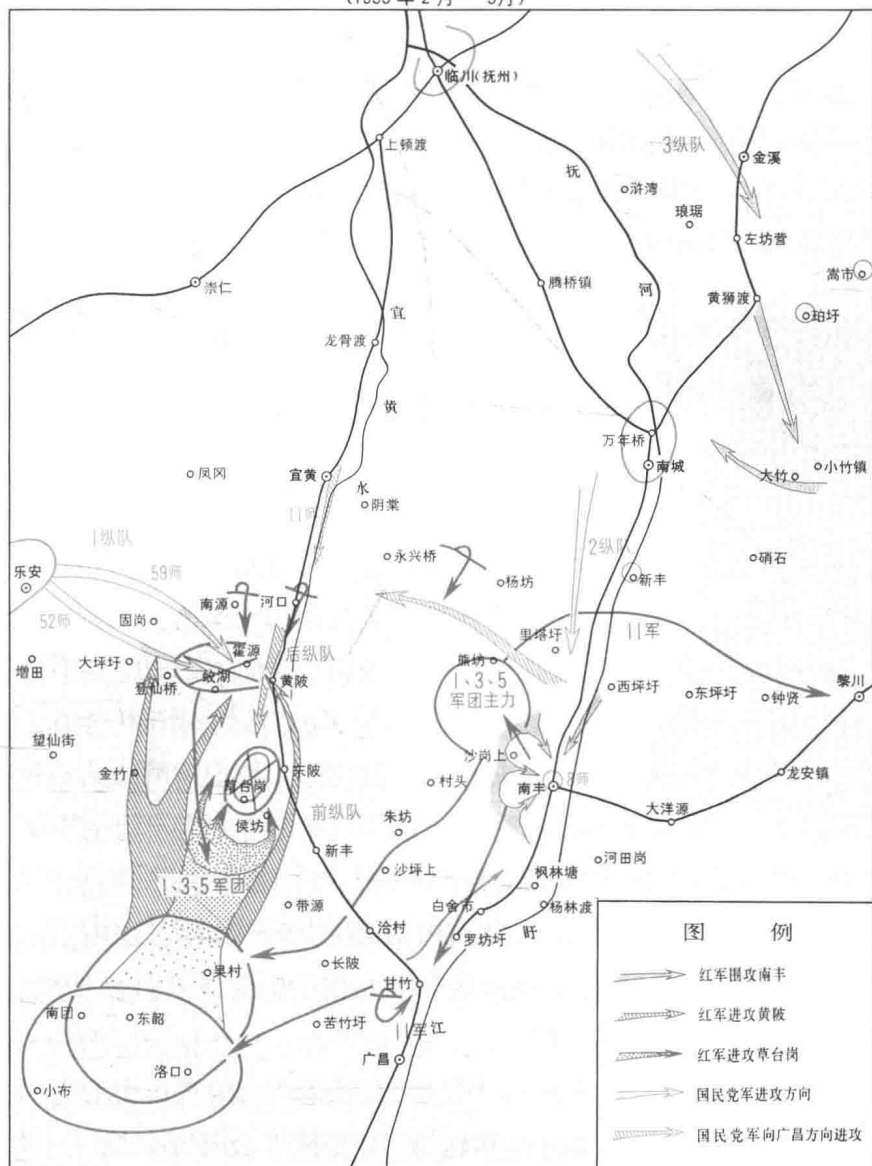 临川(抚州)
3纵队
金溪
上顿渡
抚
浒湾
琅琚
左坊营
崇仁
腾桥镇
河
黄狮渡
嵩市
珀圩
宜
龙骨渡
黄
万年桥
南城
大竹
小竹镇
凤冈
宜黄
11师
水
阴棠
1纵队
2纵队
永兴桥
杨坊
新丰
硝石
乐安
59师
52师
固岗
南源
河口
11军
里塔圩
霍源
后纵队
熊坊
增田
大坪圩
登仙桥
黄陂
1、3、5
军团主力
西坪圩
东坪圩
钟贤
黎川
望仙街
金竹
沙岗上
东陂
草台岗
村头
南丰
8师
龙安镇
侯坊
前纵队
朱坊
大洋源
新丰
1、3、5军团
沙坪上
河田岗
枫林塘
带源
白舍市
杨林渡
洽村
罗坊圩
盱
吴村
长陂
甘竹
南团
东韶
苦竹圩
11军
江
洛口
广昌
小布
图 例
红军围攻南丰
红军进攻黄陂
红军进攻草台岗
国民党军进攻方向
国民党军向广昌方向进攻